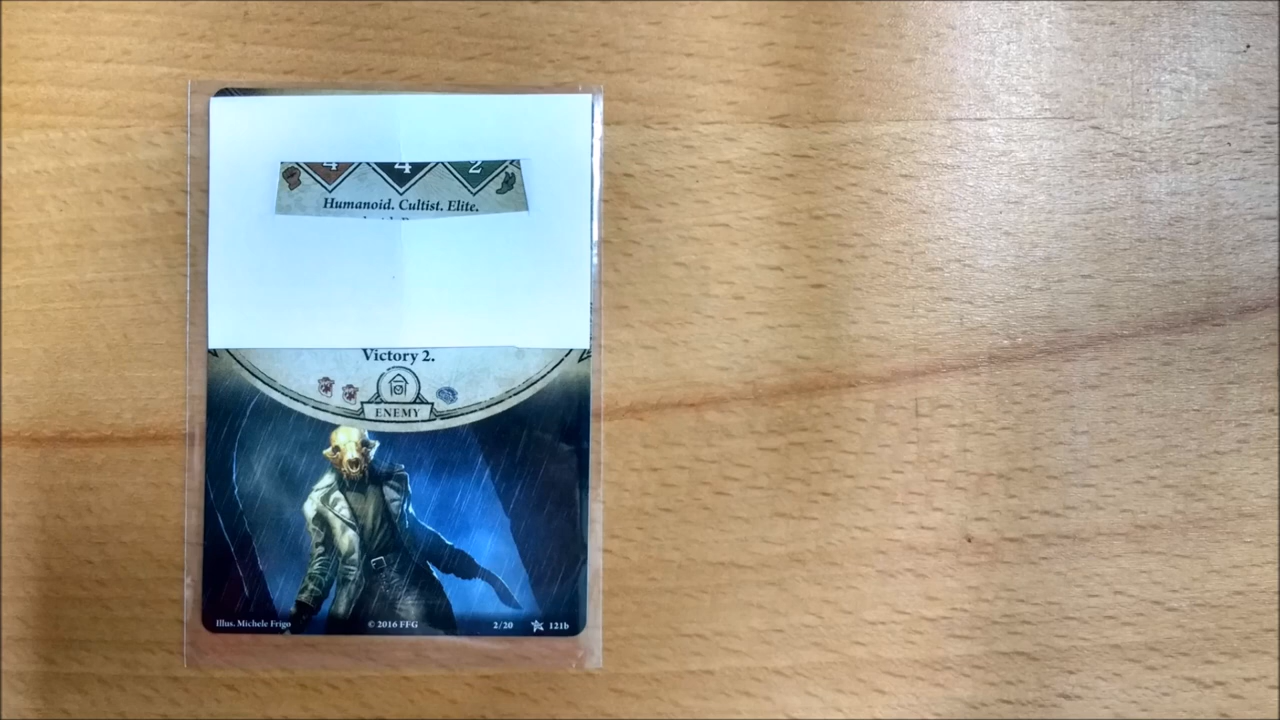 4 4 2
Humanoid. Cultist. Elite.
Victory 2.
ENEMY
Illus. Michele Frigo © 2016 FFG 2/20 121b